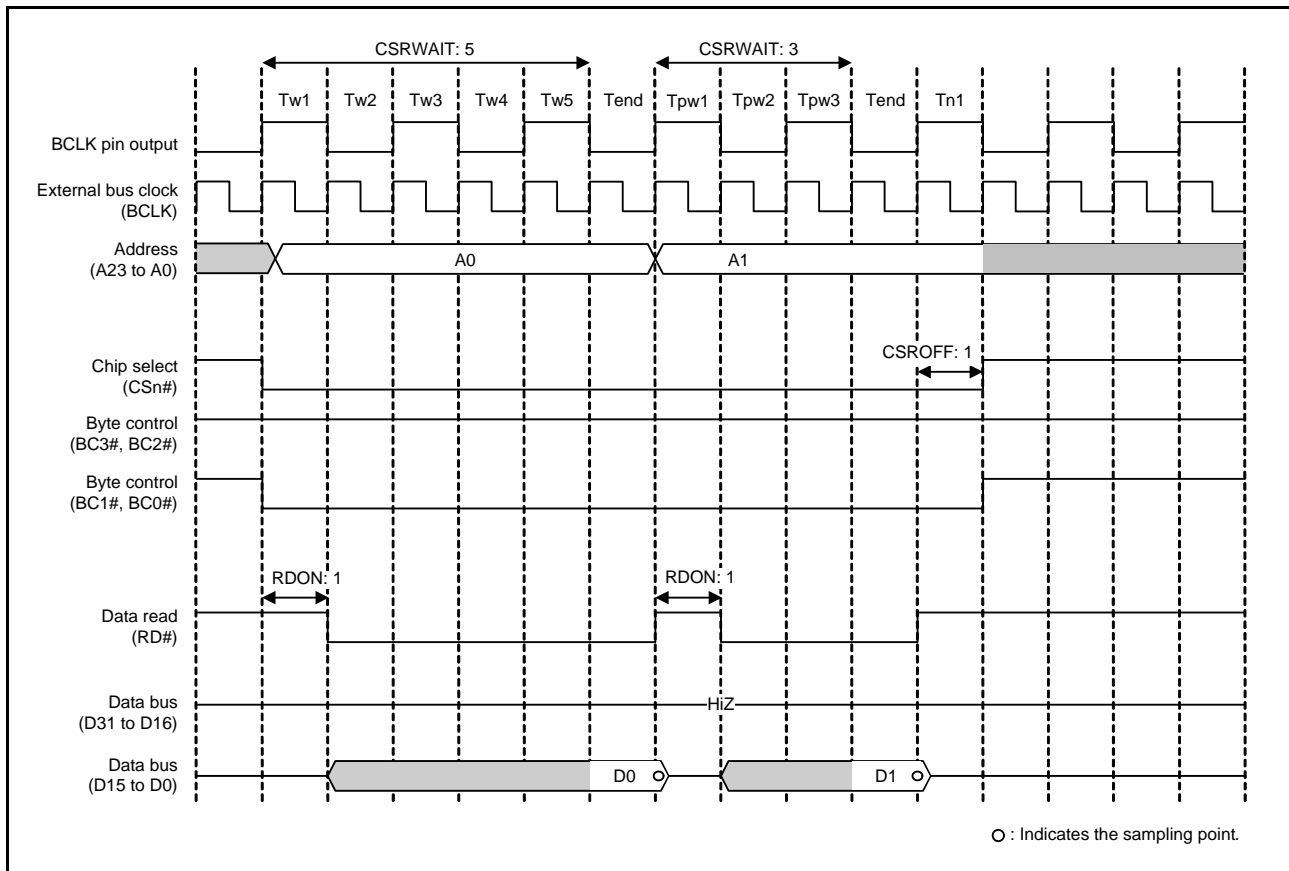 CSRWAIT: 5
CSRWAIT: 3
Tw1 Tw2 Tw3 Tw4 Tw5 Tend Tpw1 Tpw2 Tpw3 Tend Tn1
BCLK pin output
External bus clock
(BCLK)
Address
(A23 to A0)
A0
A1
CSROFF: 1
Chip select
(CSn#)
Byte control
(BC3#, BC2#)
Byte control
(BC1#, BC0#)
RDON: 1
RDON: 1
Data read
(RD#)
Data bus
(D31 to D16)
HiZ
Data bus
(D15 to D0)
D0
D1
: Indicates the sampling point.